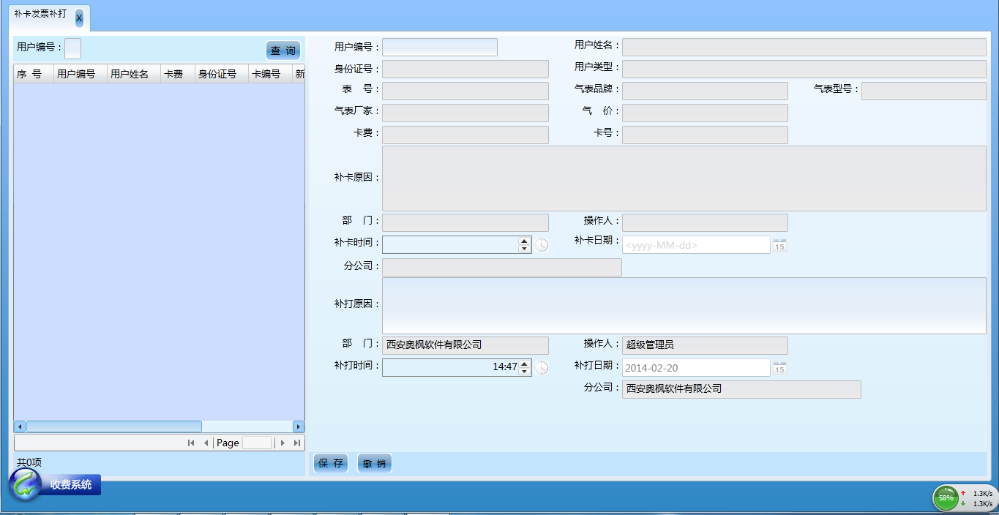 补卡发票补打 X
用户编号：
查 询
序 号 用户编号 用户姓名 卡费 身份证号 卡编号 新
Page
共0项
收费系统
用户编号： 用户姓名：
身份证号： 用户类型：
表 号： 气表品牌： 气表型号：
气表厂家： 气 价：
卡费： 卡号：
补卡原因：
部 门： 操作人：
补卡时间： 补卡日期： <yyyy-MM-dd> 15
分公司：
补打原因：
部 门： 西安奥枫软件有限公司 操作人： 超级管理员
补打时间： 14:47 补打日期： 2014-02-20 15
分公司： 西安奥枫软件有限公司
保 存 撤 销
58% 1.3K/s
1.3K/s